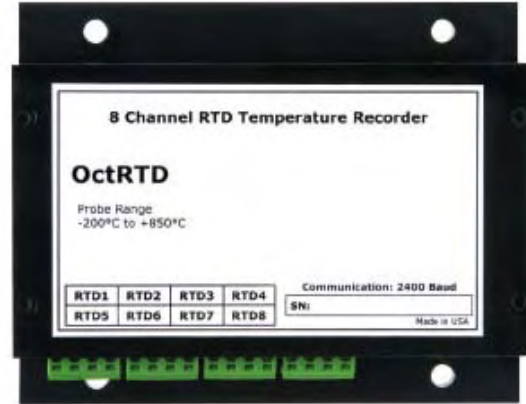 8 Channel RTD Temperature Recorder
OctRTD
Probe Range
-200°C to +850°C
Communication: 2400 Baud
RTD1 RTD2 RTD3 RTD4
SN:
RTD5 RTD6 RTD7 RTD8
Made in USA